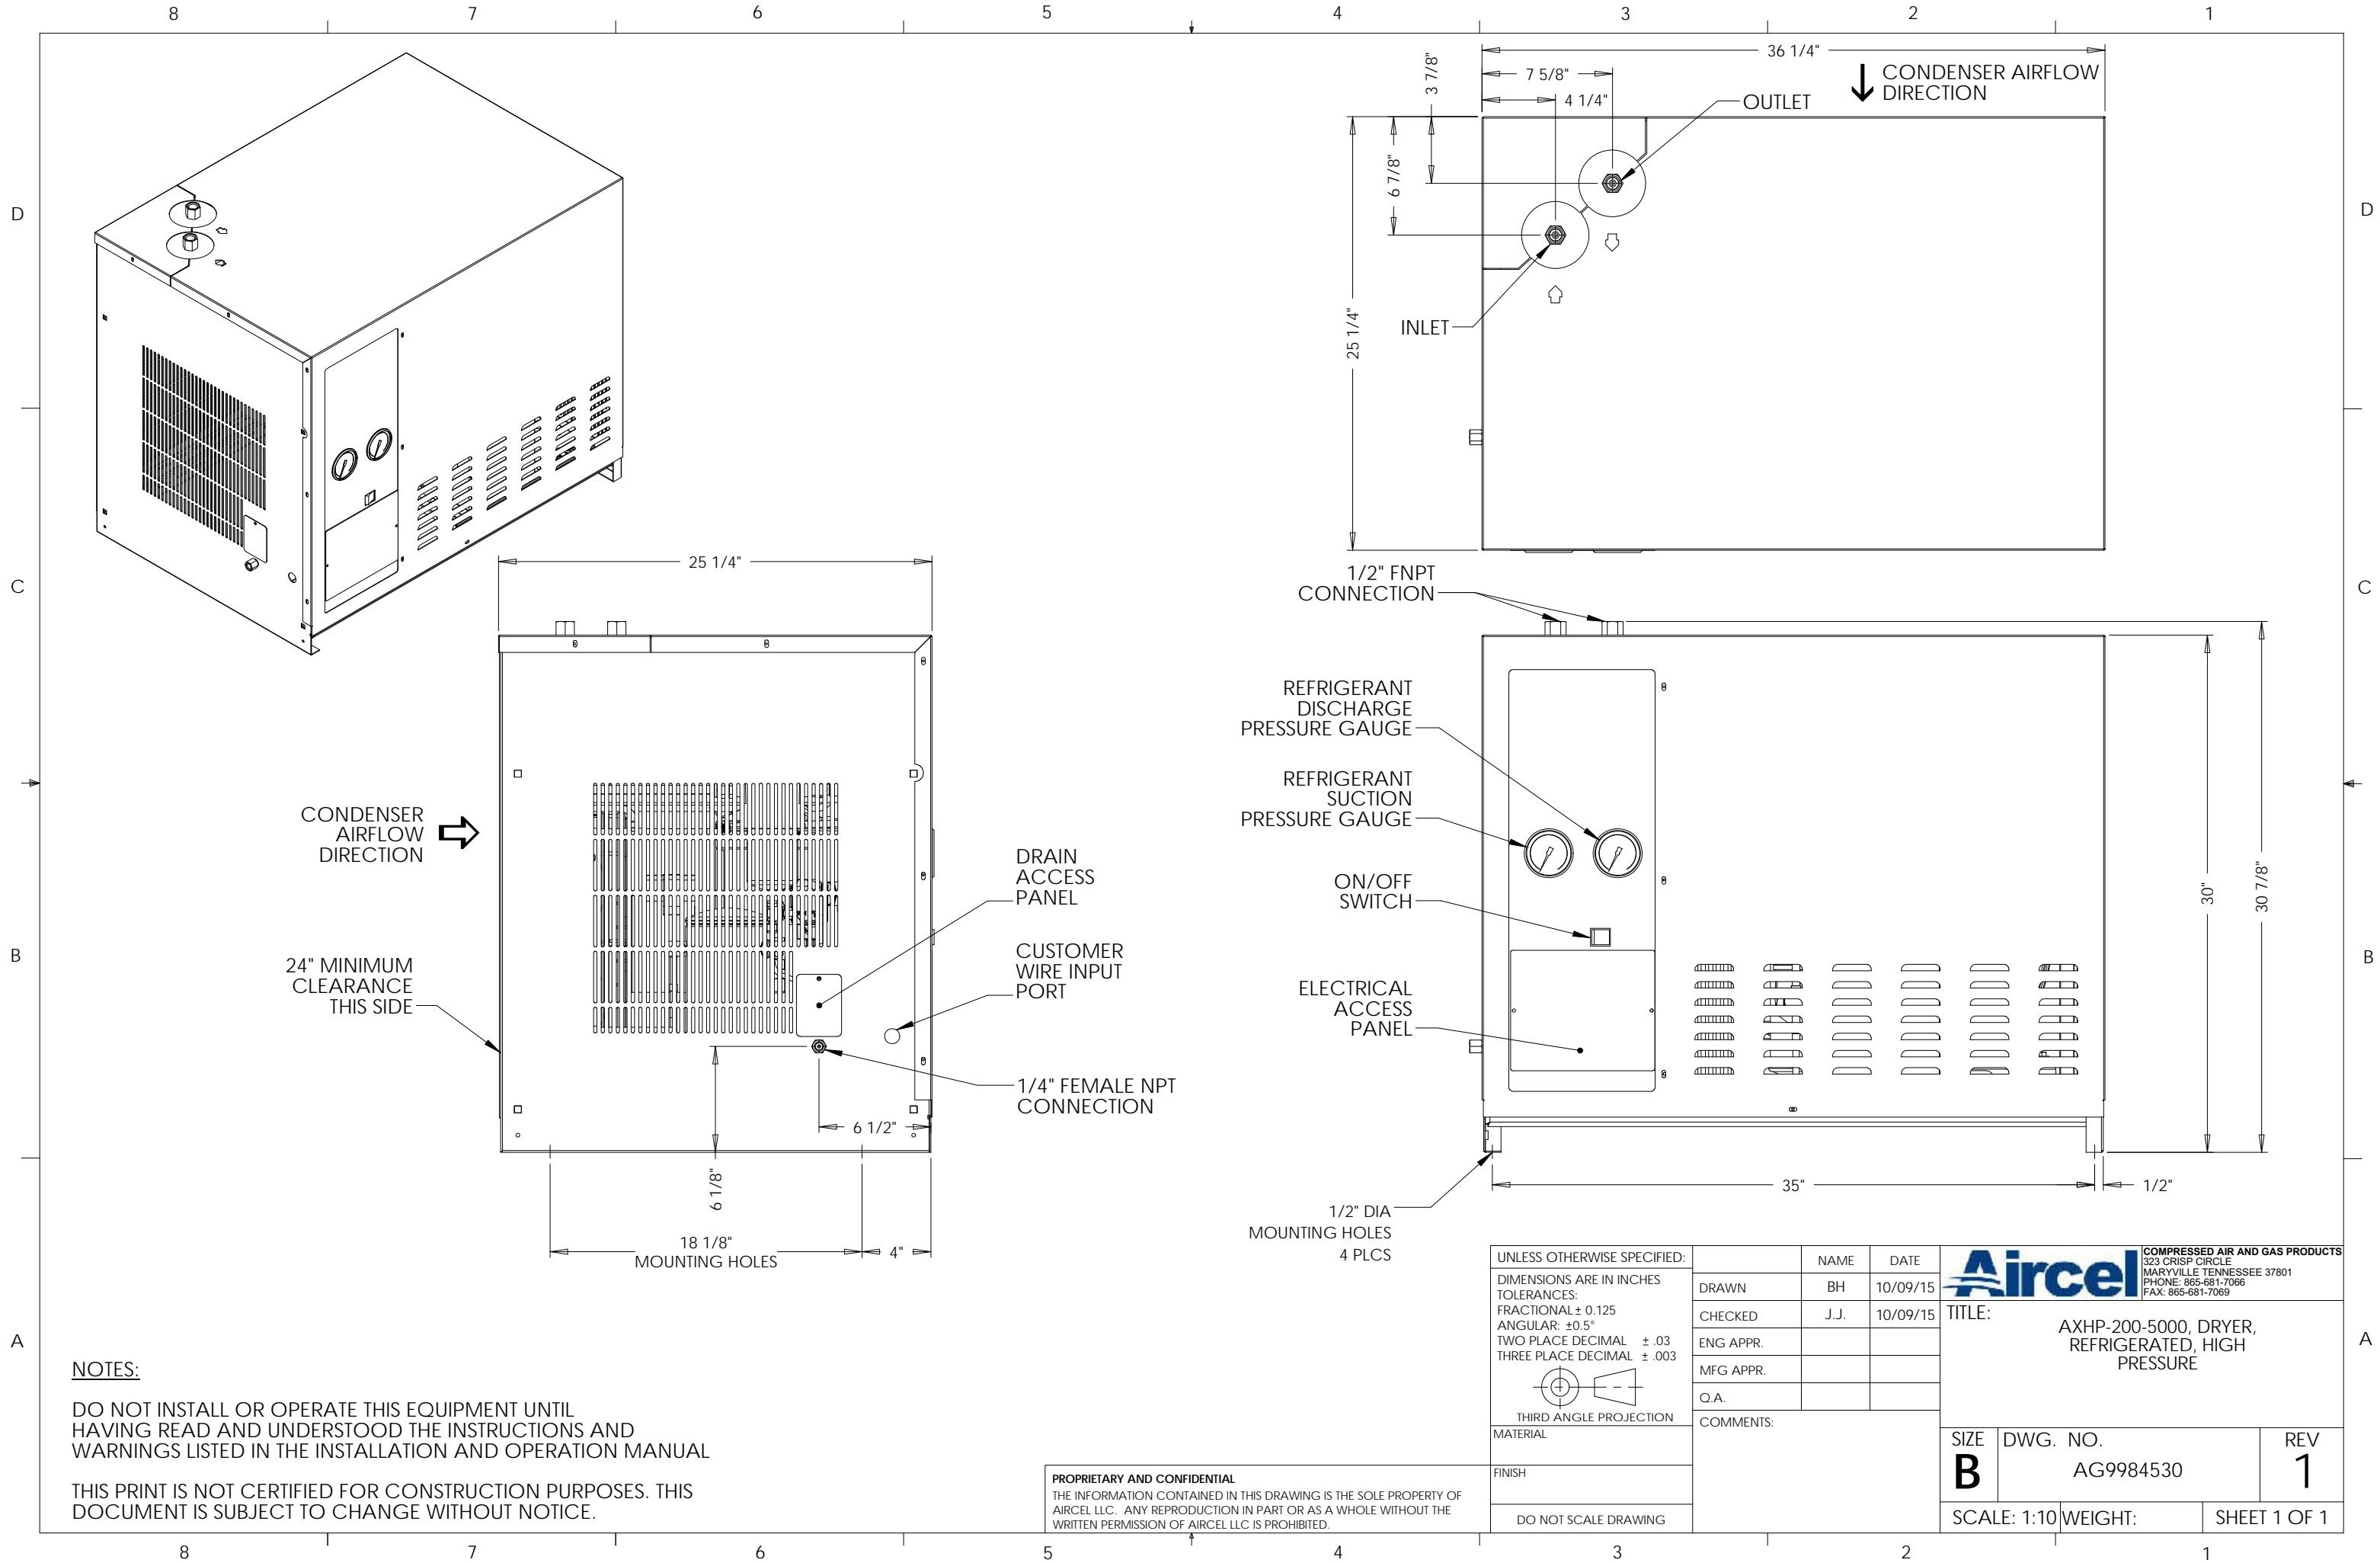 8 7 6 5 4 3 2 1
D
D
C
C
B
B
A
A
36 1/4"
7 5/8"
4 1/4"
3 7/8"
6 7/8"
25 1/4"
CONDENSER AIRFLOW
DIRECTION
OUTLET
INLET
25 1/4"
CONDENSER
AIRFLOW
DIRECTION
24" MINIMUM
CLEARANCE
THIS SIDE
DRAIN
ACCESS
PANEL
CUSTOMER
WIRE INPUT
PORT
1/4" FEMALE NPT
CONNECTION
6 1/2"
6 1/8"
18 1/8"
MOUNTING HOLES
4"
1/2" FNPT
CONNECTION
REFRIGERANT
DISCHARGE
PRESSURE GAUGE
REFRIGERANT
SUCTION
PRESSURE GAUGE
ON/OFF
SWITCH
ELECTRICAL
ACCESS
PANEL
30"
30 7/8"
35"
1/2"
1/2" DIA
MOUNTING HOLES
4 PLCS
NOTES:
DO NOT INSTALL OR OPERATE THIS EQUIPMENT UNTIL
HAVING READ AND UNDERSTOOD THE INSTRUCTIONS AND
WARNINGS LISTED IN THE INSTALLATION AND OPERATION MANUAL
THIS PRINT IS NOT CERTIFIED FOR CONSTRUCTION PURPOSES. THIS
DOCUMENT IS SUBJECT TO CHANGE WITHOUT NOTICE.
PROPRIETARY AND CONFIDENTIAL
THE INFORMATION CONTAINED IN THIS DRAWING IS THE SOLE PROPERTY OF
AIRCEL LLC. ANY REPRODUCTION IN PART OR AS A WHOLE WITHOUT THE
WRITTEN PERMISSION OF AIRCEL LLC IS PROHIBITED.
UNLESS OTHERWISE SPECIFIED:
DIMENSIONS ARE IN INCHES
TOLERANCES:
FRACTIONAL ± 0.125
ANGULAR: ±0.5°
TWO PLACE DECIMAL ± .03
THREE PLACE DECIMAL ± .003
THIRD ANGLE PROJECTION
MATERIAL
FINISH
DO NOT SCALE DRAWING
NAME DATE
DRAWN BH 10/09/15
CHECKED J.J. 10/09/15
ENG APPR.
MFG APPR.
Q.A.
COMMENTS:
Aircel
COMPRESSED AIR AND GAS PRODUCTS
323 CRISP CIRCLE
MARYVILLE TENNESSEE 37801
PHONE: 865-681-7066
FAX: 865-681-7069
TITLE:
AXHP-200-5000, DRYER,
REFRIGERATED, HIGH
PRESSURE
SIZE DWG. NO. REV
B AG9984530 1
SCALE: 1:10 WEIGHT: SHEET 1 OF 1
8 7 6 5 4 3 2 1